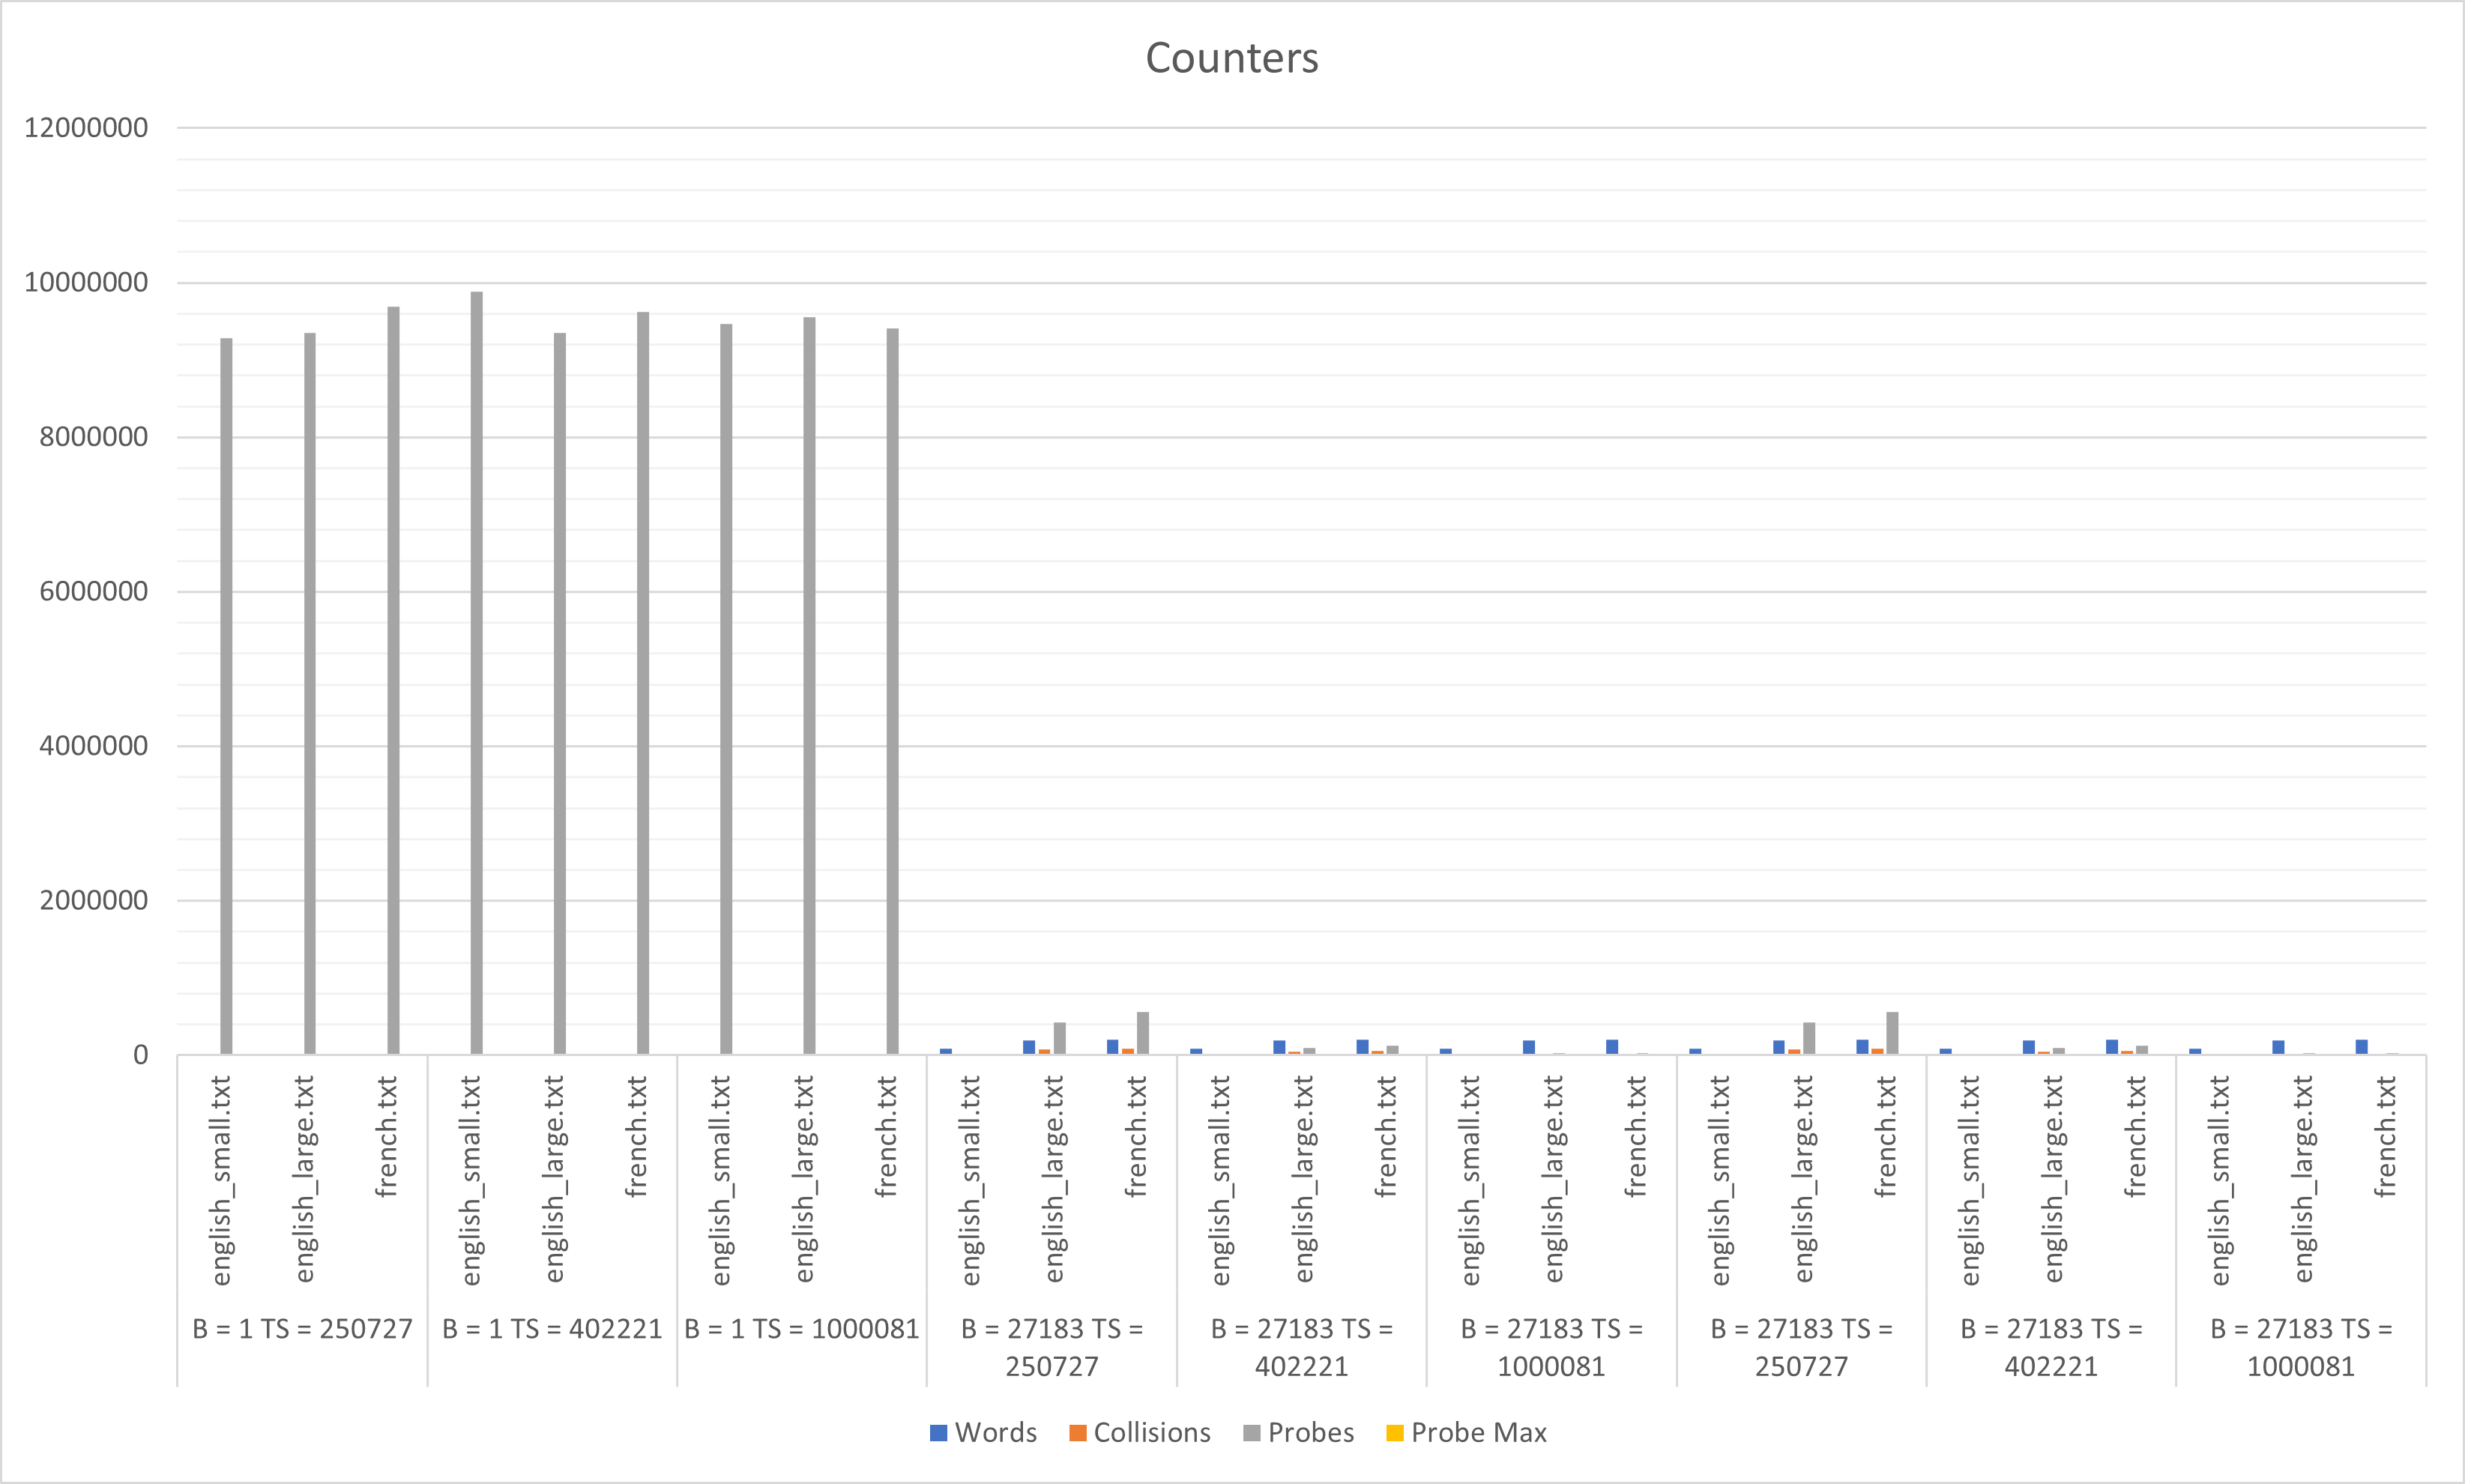 Counters
12000000
10000000
8000000
6000000
4000000
2000000
0
english_small.txt
english_large.txt
french.txt
english_small.txt
english_large.txt
french.txt
english_small.txt
english_large.txt
french.txt
english_small.txt
english_large.txt
french.txt
english_small.txt
english_large.txt
french.txt
english_small.txt
english_large.txt
french.txt
english_small.txt
english_large.txt
french.txt
english_small.txt
english_large.txt
french.txt
english_small.txt
english_large.txt
french.txt
B = 1 TS = 250727
B = 1 TS = 402221
B = 1 TS = 1000081
B = 27183 TS =
250727
B = 27183 TS =
402221
B = 27183 TS =
1000081
B = 27183 TS =
250727
B = 27183 TS =
402221
B = 27183 TS =
1000081
Words
Collisions
Probes
Probe Max